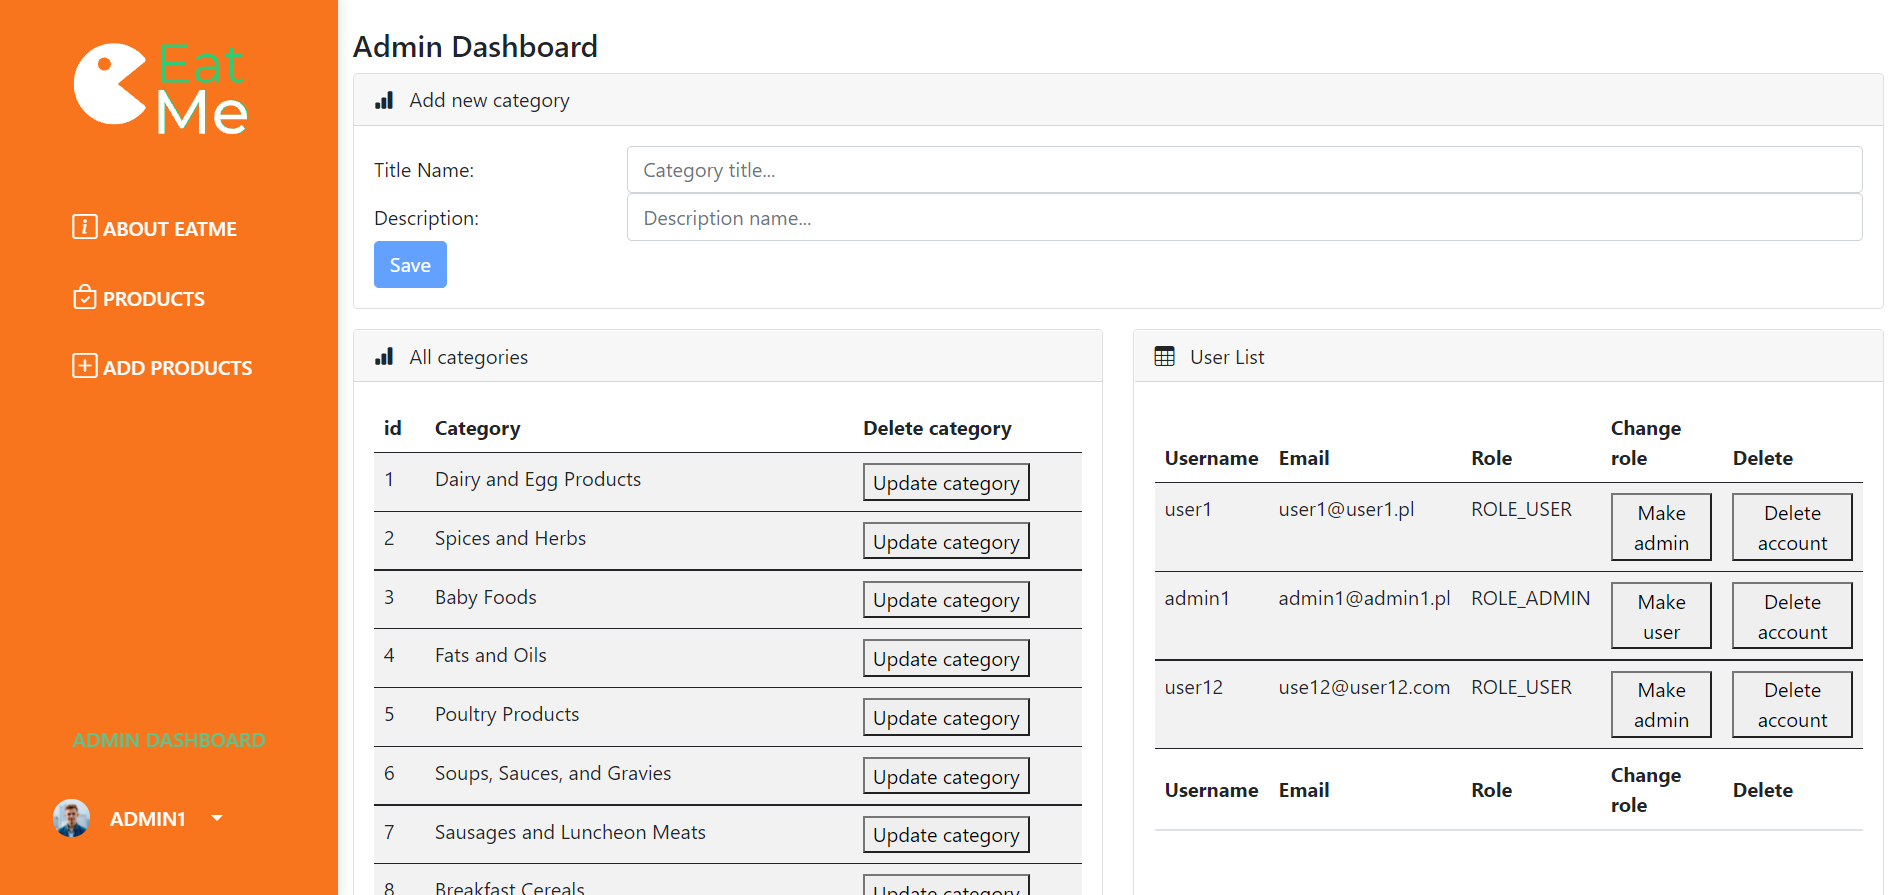 Eat
Me
ABOUT EATME
PRODUCTS
ADD PRODUCTS
ADMIN DASHBOARD
ADMIN1
Admin Dashboard
Add new category
Title Name:
Category title...
Description:
Description name...
Save
All categories
id Category Delete category
1 Dairy and Egg Products Update category
2 Spices and Herbs Update category
3 Baby Foods Update category
4 Fats and Oils Update category
5 Poultry Products Update category
6 Soups, Sauces, and Gravies Update category
7 Sausages and Luncheon Meats Update category
8 Breakfast Cereals Update category
User List
Username Email Role Change role Delete
user1 user1@user1.pl ROLE_USER Make admin Delete account
admin1 admin1@admin1.pl ROLE_ADMIN Make user Delete account
user12 use12@user12.com ROLE_USER Make admin Delete account
Username Email Role Change role Delete